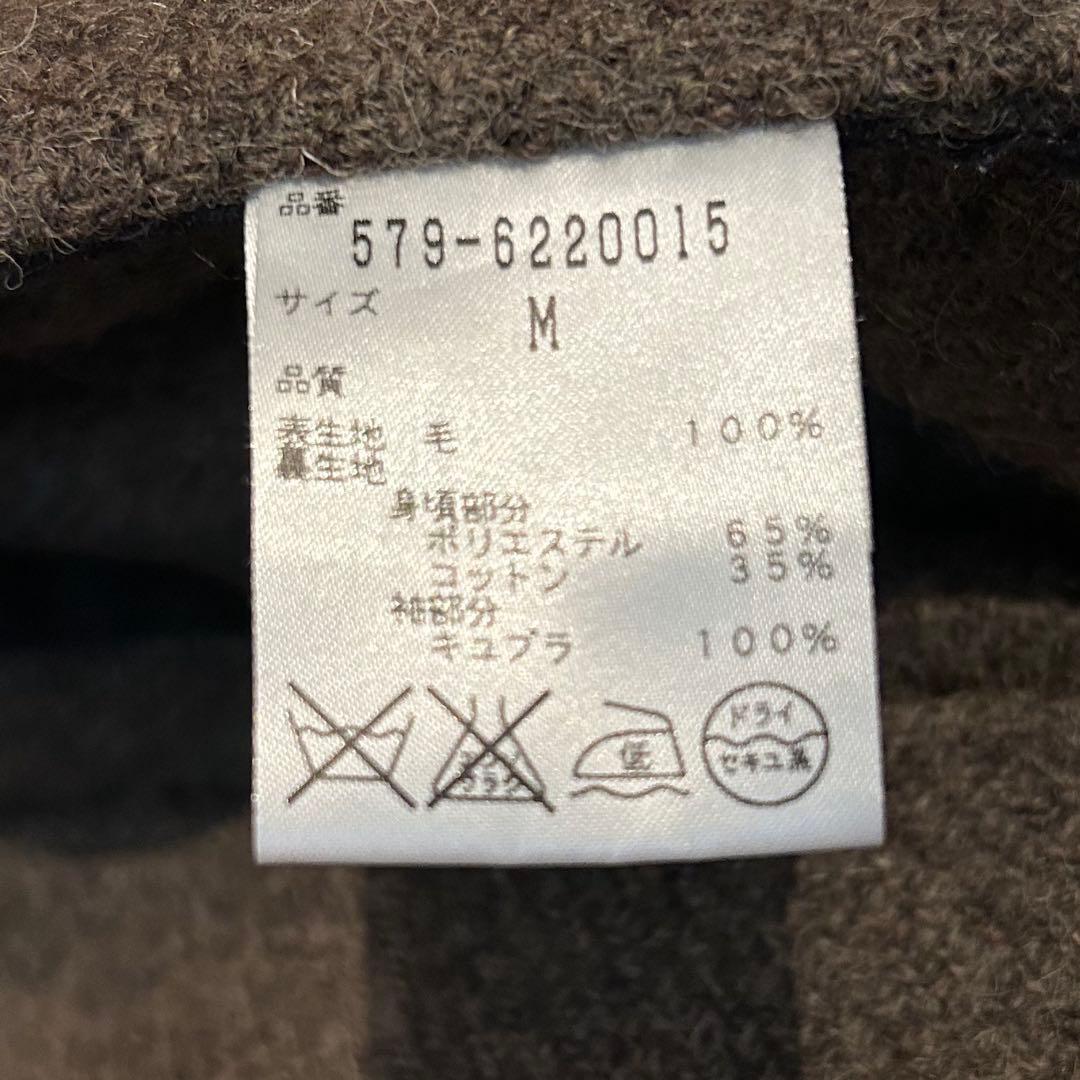 品番
579-6220015
サイズ
M
品質
表生地 毛 100%
裏生地
身頃部分
ポリエステル 65%
コットン 35%
袖部分
キュプラ 100%
低
ドライ
セキユ系